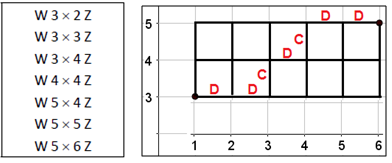 W 3 × 2 Z
W 3 × 3 Z
W 3 × 4 Z
W 4 × 4 Z
W 5 × 4 Z
W 5 × 5 Z
W 5 × 6 Z
5 D D
C
D
4
C
D D
3
1 2 3 4 5 6